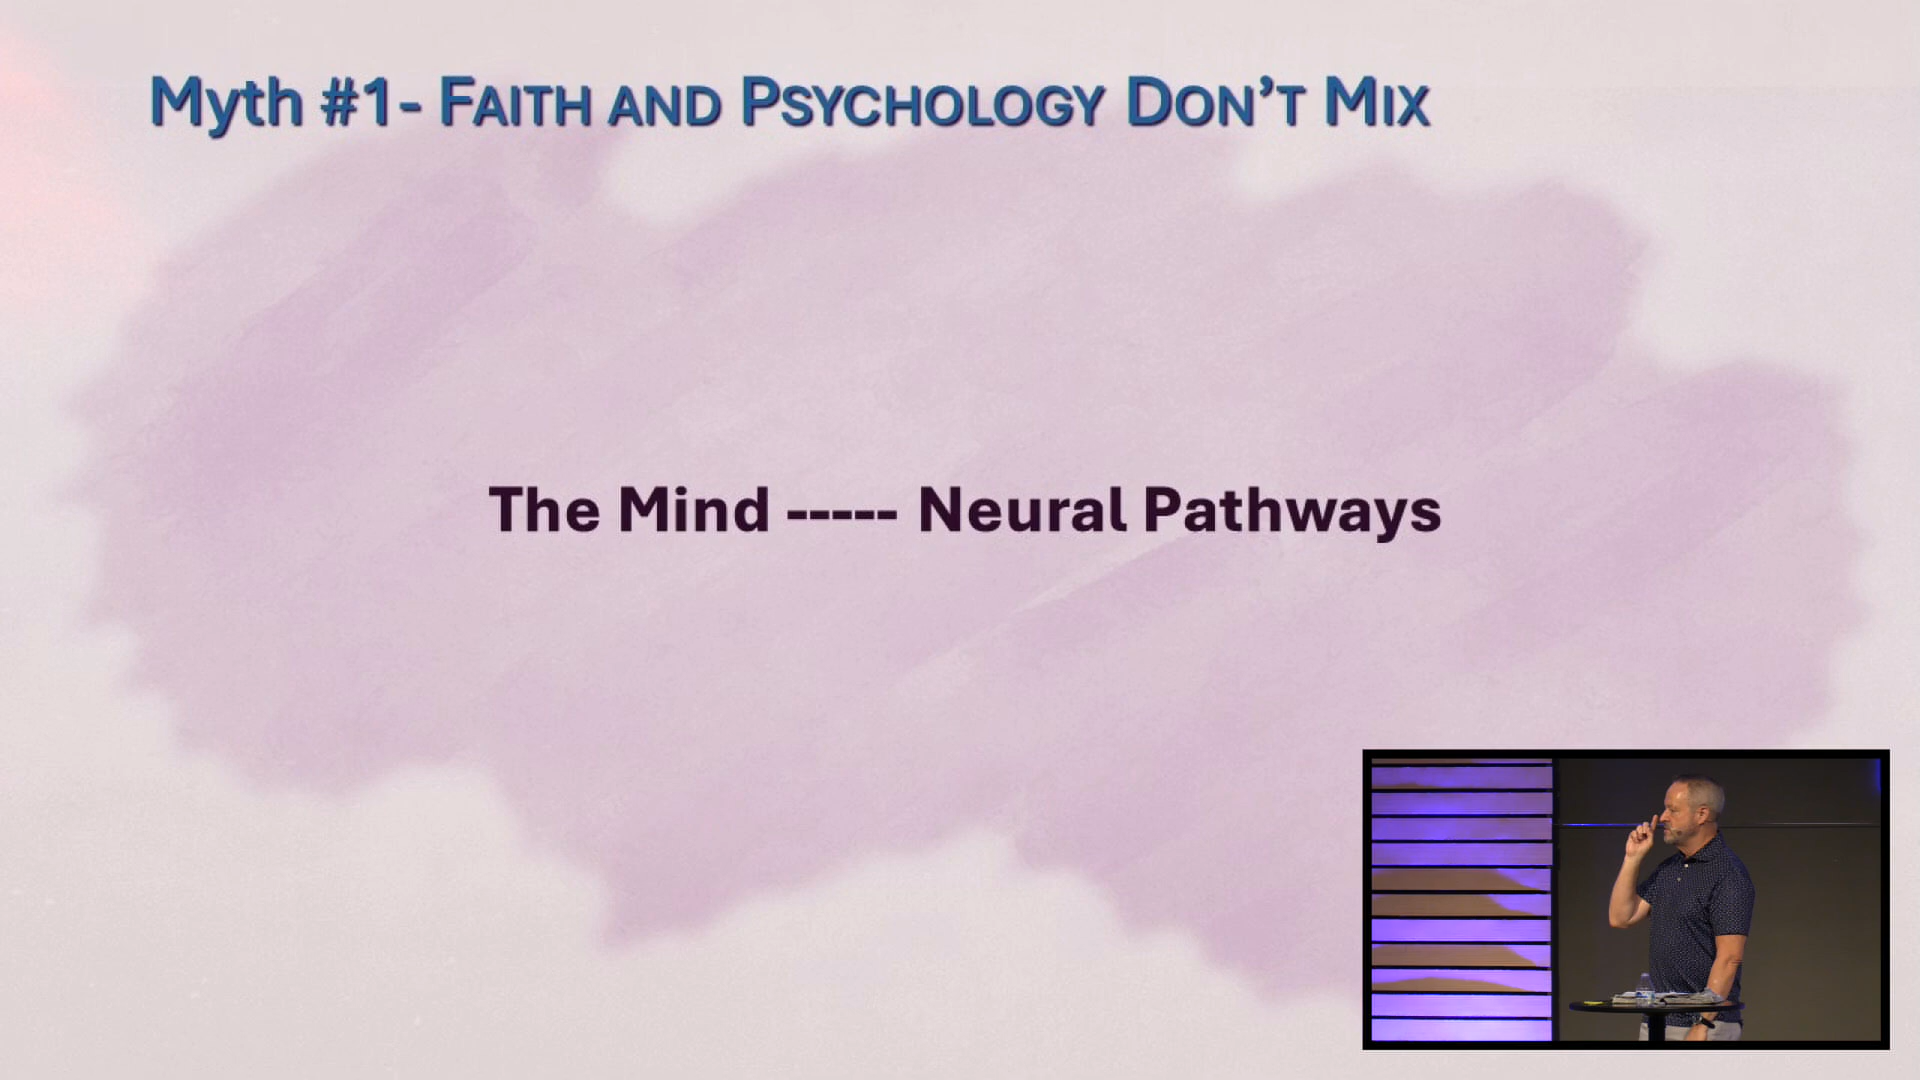 Myth #1- FAITH AND PSYCHOLOGY DON’T MIX
The Mind ----- Neural Pathways